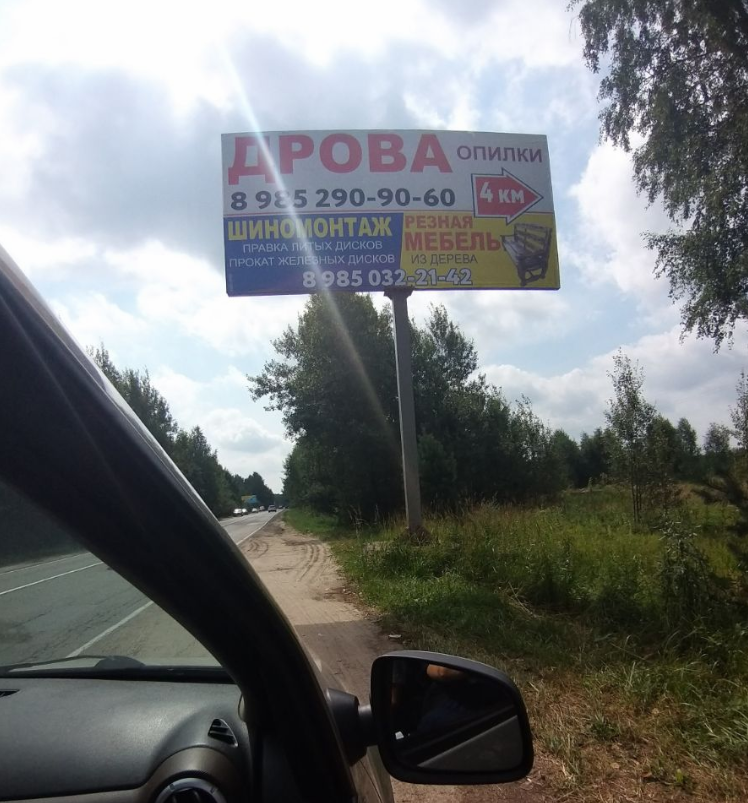 ДРОВА ОПИЛКИ
8 985 290-90-60 4 КМ
ШИНОМОНТАЖ
ПРАВКА ЛИТЫХ ДИСКОВ
ПРОКАТ ЖЕЛЕЗНЫХ ДИСКОВ
РЕЗНАЯ
МЕБЕЛЬ
ИЗ ДЕРЕВА
8 985 032-21-42